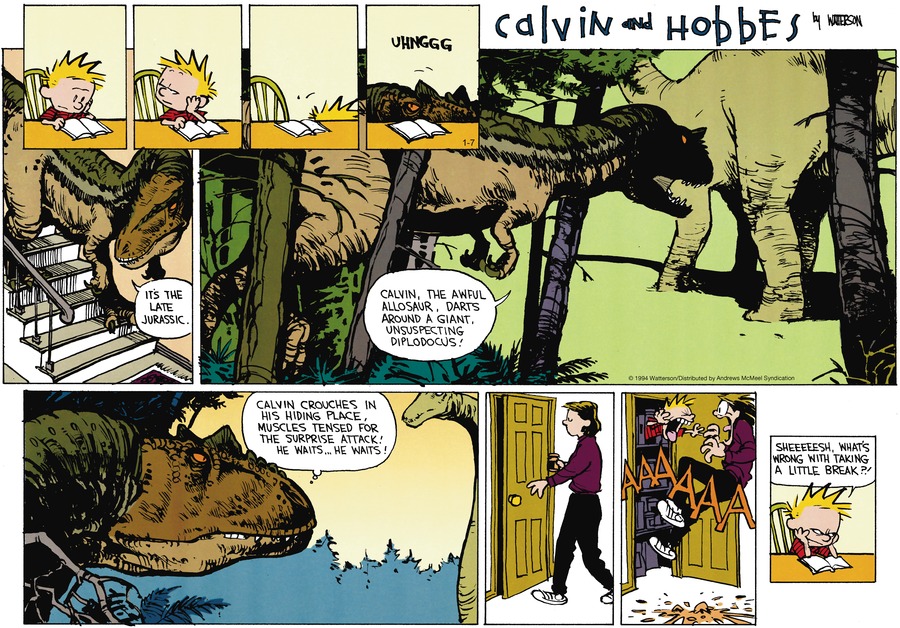 CALVIN and HOBBES by WATTERSON
UHNGGG
1-7
IT'S THE
LATE
JURASSIC.
CALVIN, THE AWFUL
ALLOSAUR, DARTS
AROUND A GIANT,
UNSUSPECTING
DIPLODOCUS!
© 1994 Watterson/Distributed by Andrews McMeel Syndication
CALVIN CROUCHES IN
HIS HIDING PLACE,
MUSCLES TENSED FOR
THE SURPRISE ATTACK!
HE WAITS... HE WAITS!
AAAAAAA
SHEEEEESH, WHAT'S
WRONG WITH TAKING
A LITTLE BREAK?!